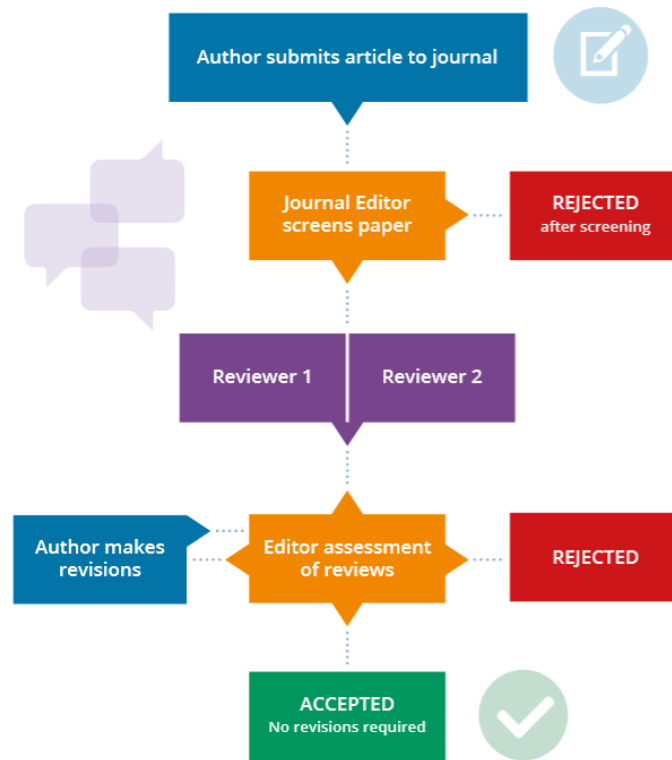 Author submits article to journal
Journal Editor
screens paper
REJECTED
after screening
Reviewer 1
Reviewer 2
Author makes
revisions
Editor assessment
of reviews
REJECTED
ACCEPTED
No revisions required